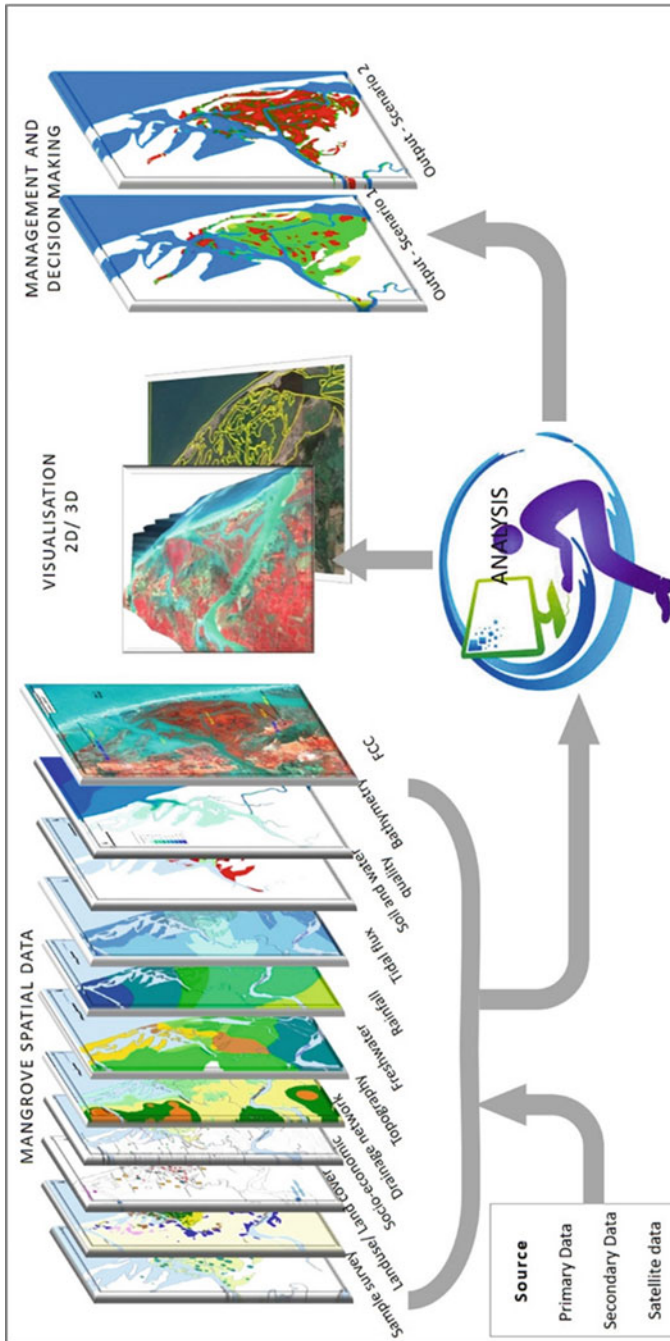 MANGROVE SPATIAL DATA
Sample survey
Landuse/ Land cover
Socio-economic
Drainage network
Topography
Freshwater
Rainfall
Tidal flux
Soil and water
quality
Bathymetry
FCC
VISUALISATION
2D/ 3D
MANAGEMENT AND
DECISION MAKING
Output - Scenario 1
Output - Scenario 2
Source
Primary Data
Secondary Data
Satellite data
ANALYSIS